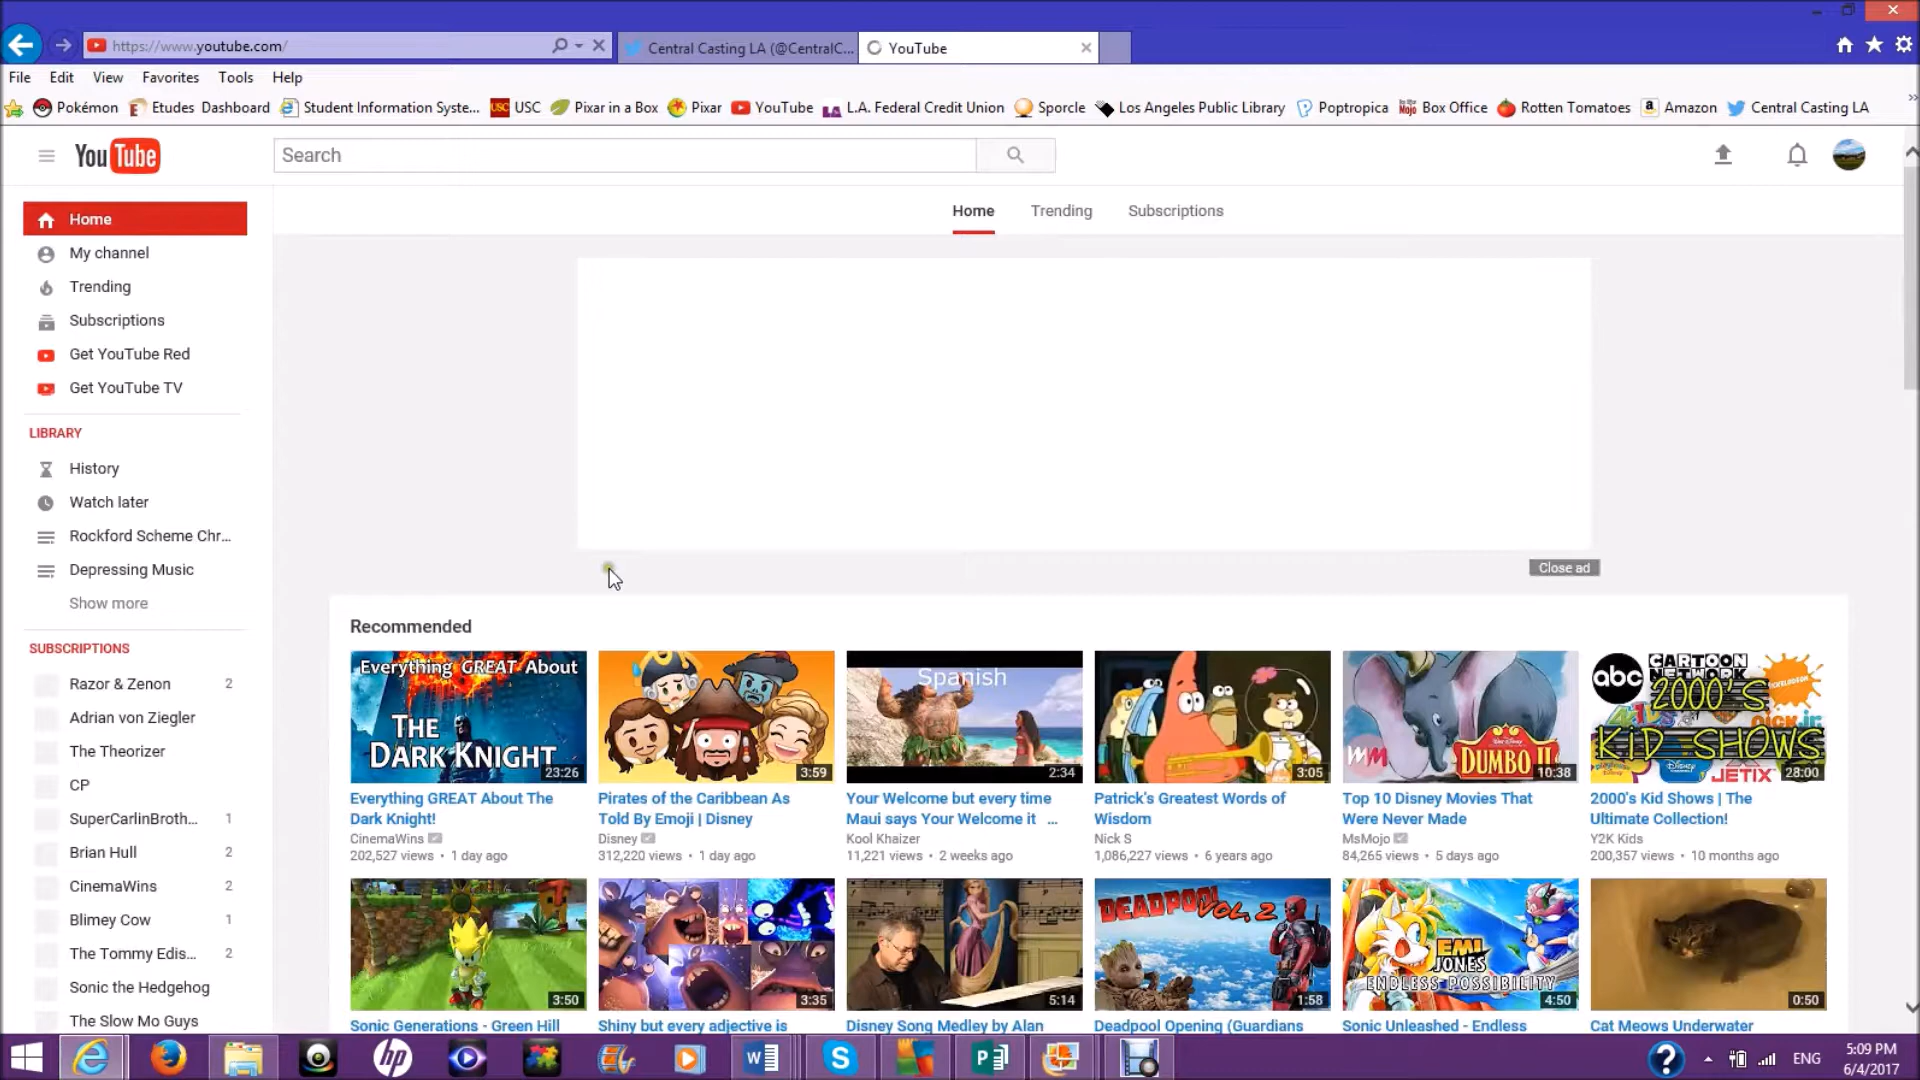 https://www.youtube.com/
Central Casting LA (@CentralC...
YouTube
File Edit View Favorites Tools Help
Pokémon Etudes Dashboard Student Information Syste... USC USC Pixar in a Box Pixar YouTube LA L.A. Federal Credit Union Sporcle Los Angeles Public Library Poptropica Box Office Rotten Tomatoes Amazon Central Casting LA
YouTube
Search
Home Trending Subscriptions
Home
My channel
Trending
Subscriptions
Get YouTube Red
Get YouTube TV
LIBRARY
History
Watch later
Rockford Scheme Chr...
Depressing Music
Show more
SUBSCRIPTIONS
Razor & Zenon 2
Adrian von Ziegler
The Theorizer
CP
SuperCarlinBroth... 1
Brian Hull 2
CinemaWins 2
Blimey Cow 1
The Tommy Edis... 2
Sonic the Hedgehog
The Slow Mo Guys
Close ad
Recommended
Everything GREAT About
THE
DARK KNIGHT
23:26
Everything GREAT About The
Dark Knight!
CinemaWins
202,527 views • 1 day ago
3:59
Pirates of the Caribbean As
Told By Emoji | Disney
Disney
312,220 views • 1 day ago
Spanish
2:34
Your Welcome but every time
Maui says Your Welcome it ...
Kool Khaizer
11,221 views • 2 weeks ago
3:05
Patrick's Greatest Words of
Wisdom
Nick S
1,086,227 views • 6 years ago
DUMBO II
10:38
Top 10 Disney Movies That
Were Never Made
MsMojo
84,265 views • 5 days ago
abc
CARTOON
NETWORK
2000'S
nick jr.
KID SHOWS
JETIX
28:00
2000's Kid Shows | The
Ultimate Collection!
Y2K Kids
200,357 views • 10 months ago
3:50
Sonic Generations - Green Hill
3:35
Shiny but every adjective is
5:14
Disney Song Medley by Alan
DEADPOOL VOL. 2
1:58
Deadpool Opening (Guardians
EMI
JONES
ENDLESS POSSIBILITY
4:50
Sonic Unleashed - Endless
0:50
Cat Meows Underwater
ENG
5:09 PM
6/4/2017